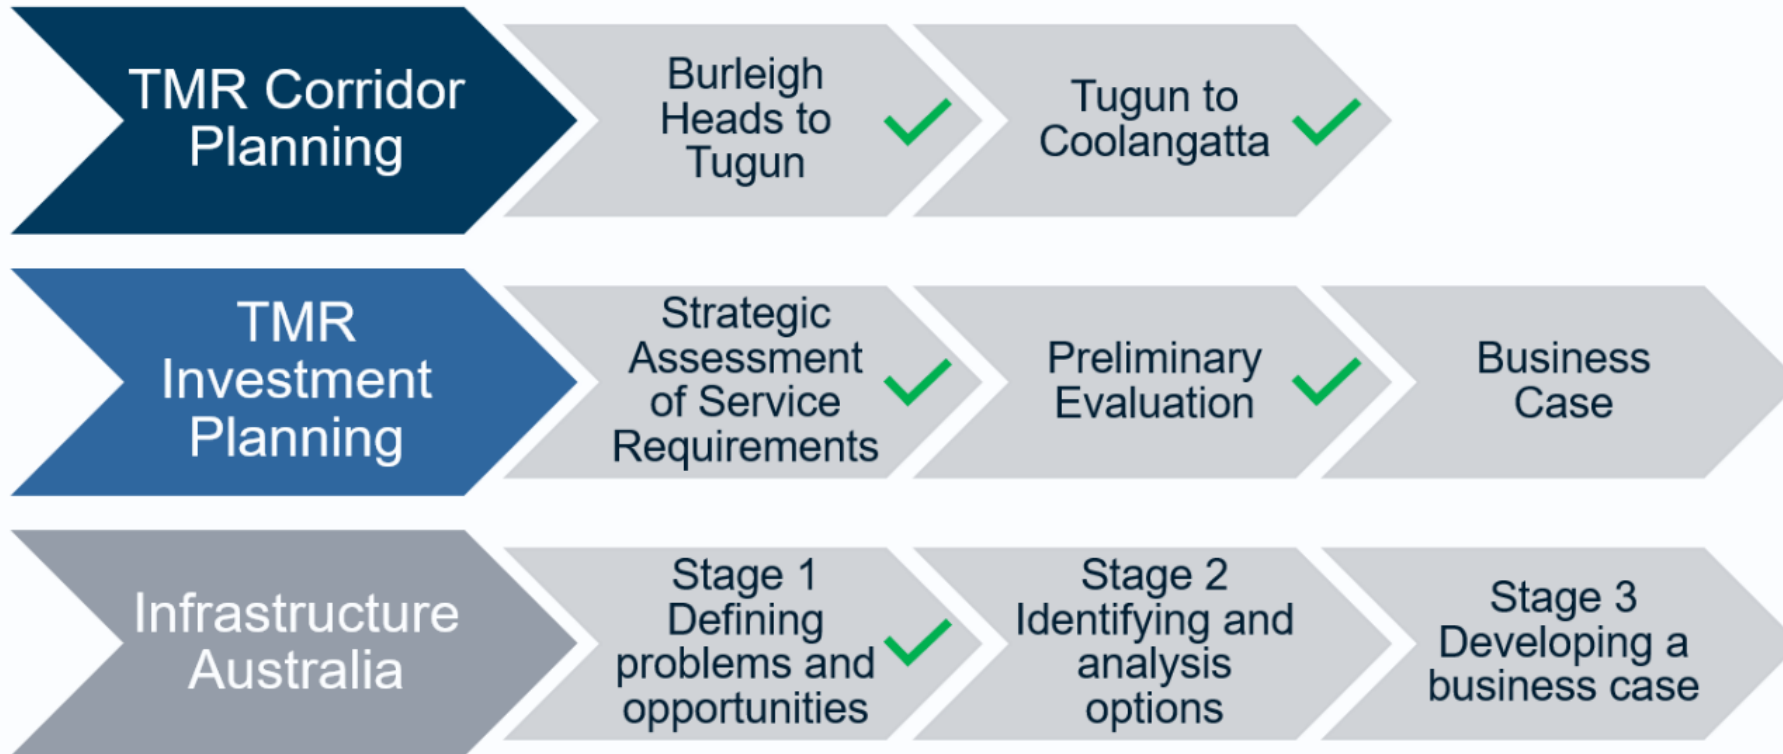 TMR Corridor
Planning
Burleigh
Heads to
Tugun
Tugun to
Coolangatta
TMR
Investment
Planning
Strategic
Assessment
of Service
Requirements
Preliminary
Evaluation
Business
Case
Infrastructure
Australia
Stage 1
Defining
problems and
opportunities
Stage 2
Identifying and
analysis
options
Stage 3
Developing a
business case